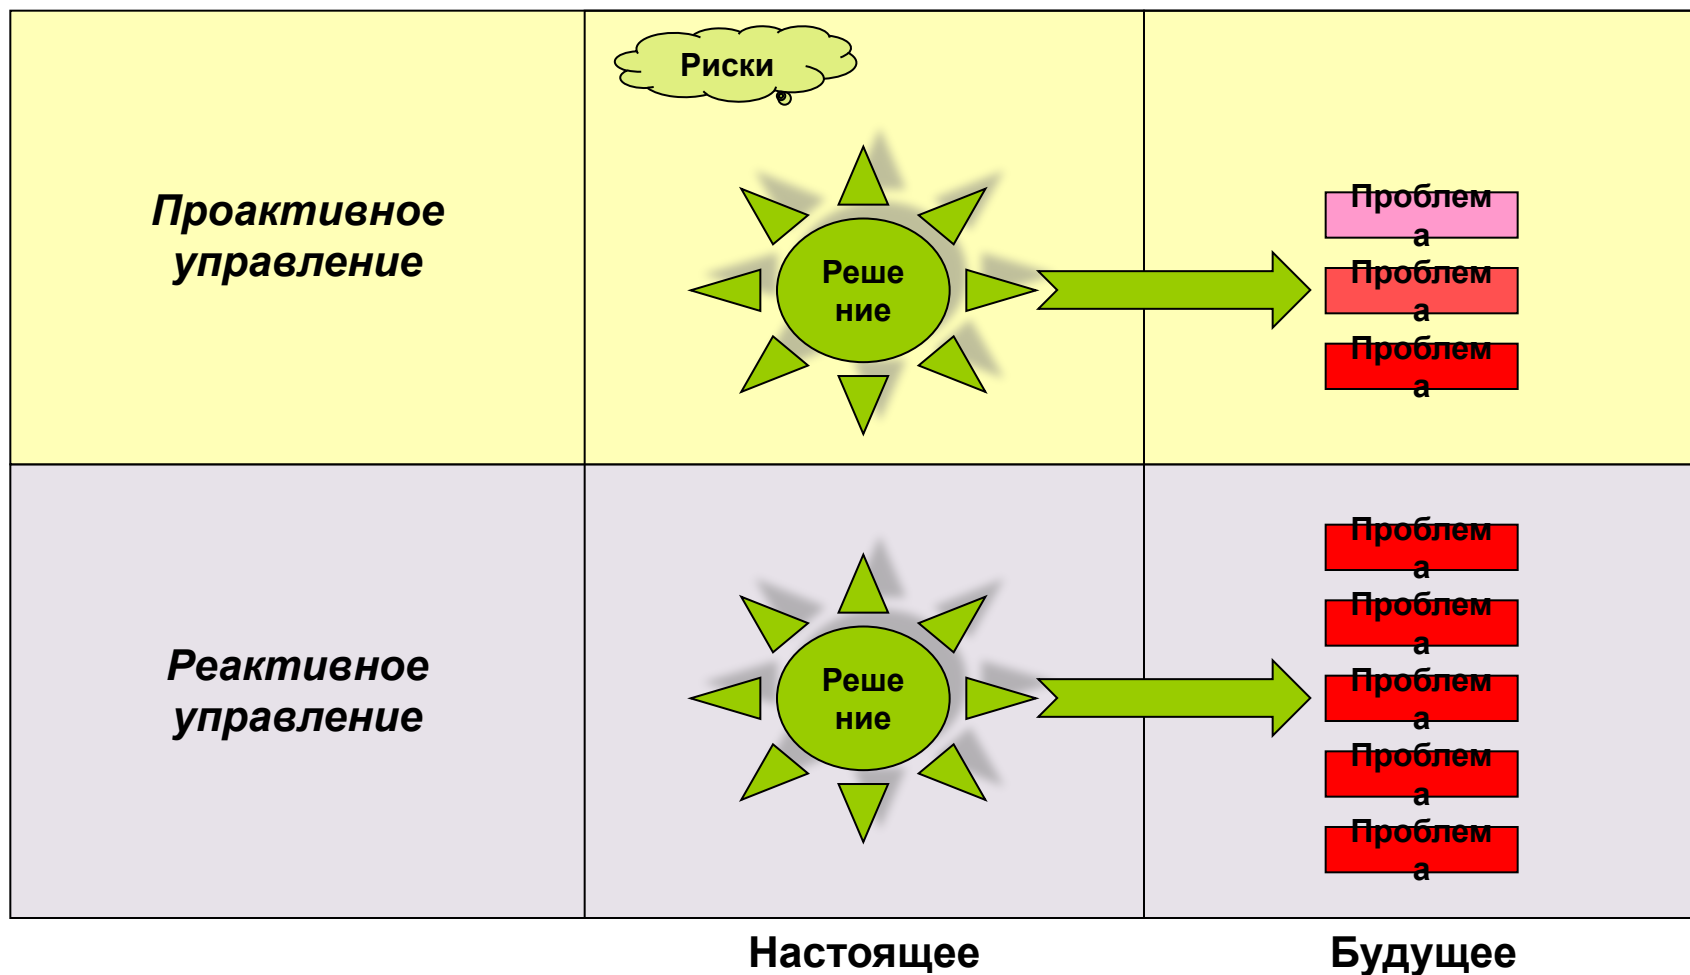 Риски
Проактивное
управление
Реше
ние
Проблем
а
Проблем
а
Проблем
а
Реактивное
управление
Реше
ние
Проблем
а
Проблем
а
Проблем
а
Проблем
а
Проблем
а
Настоящее
Будущее